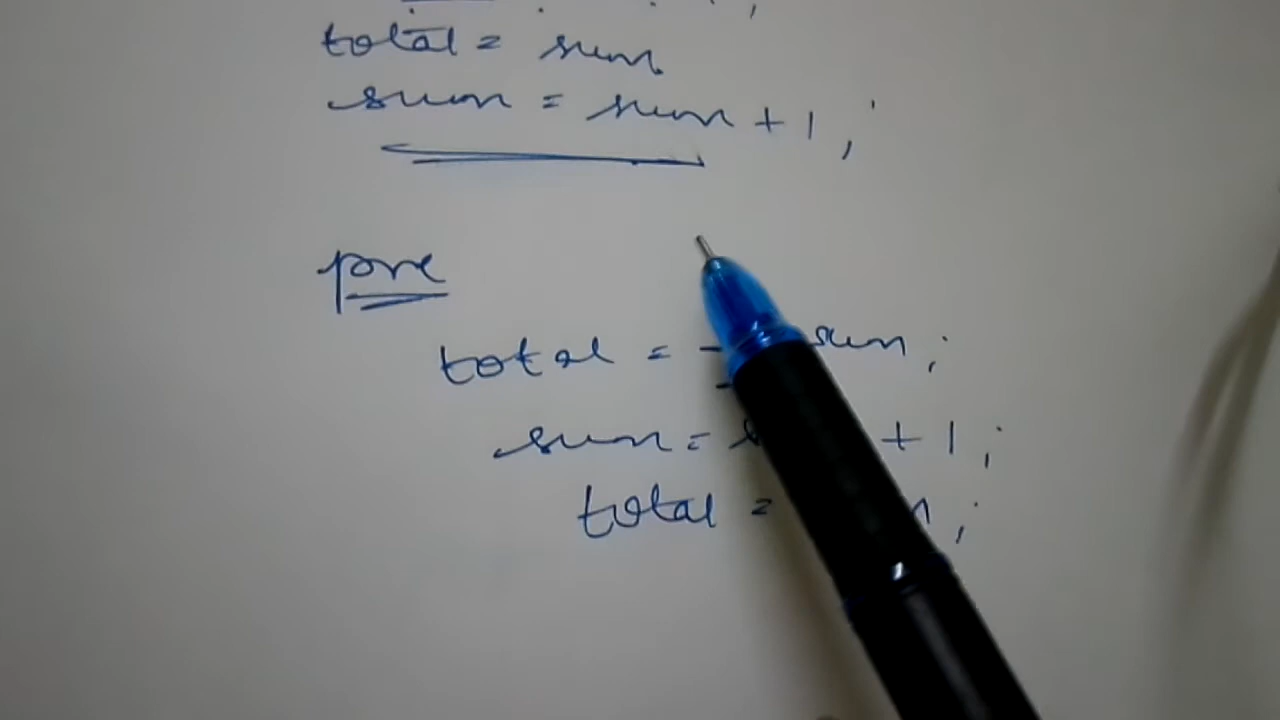 total = sum
sum = sum + 1 ;
pre
total = sum ;
sum = + 1 ;
total = ;